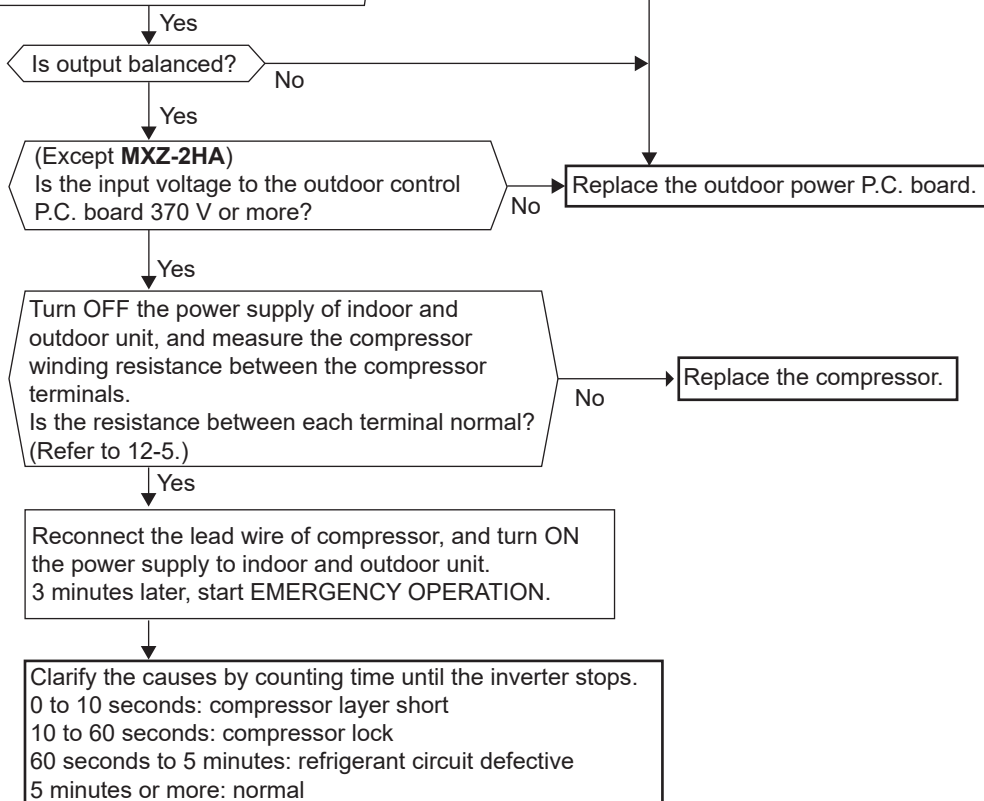 Yes
Is output balanced?
No
Yes
(Except MXZ-2HA)
Is the input voltage to the outdoor control
P.C. board 370 V or more?
No
Replace the outdoor power P.C. board.
Yes
Turn OFF the power supply of indoor and
outdoor unit, and measure the compressor
winding resistance between the compressor
terminals.
Is the resistance between each terminal normal?
(Refer to 12-5.)
No
Replace the compressor.
Yes
Reconnect the lead wire of compressor, and turn ON
the power supply to indoor and outdoor unit.
3 minutes later, start EMERGENCY OPERATION.
Clarify the causes by counting time until the inverter stops.
0 to 10 seconds: compressor layer short
10 to 60 seconds: compressor lock
60 seconds to 5 minutes: refrigerant circuit defective
5 minutes or more: normal